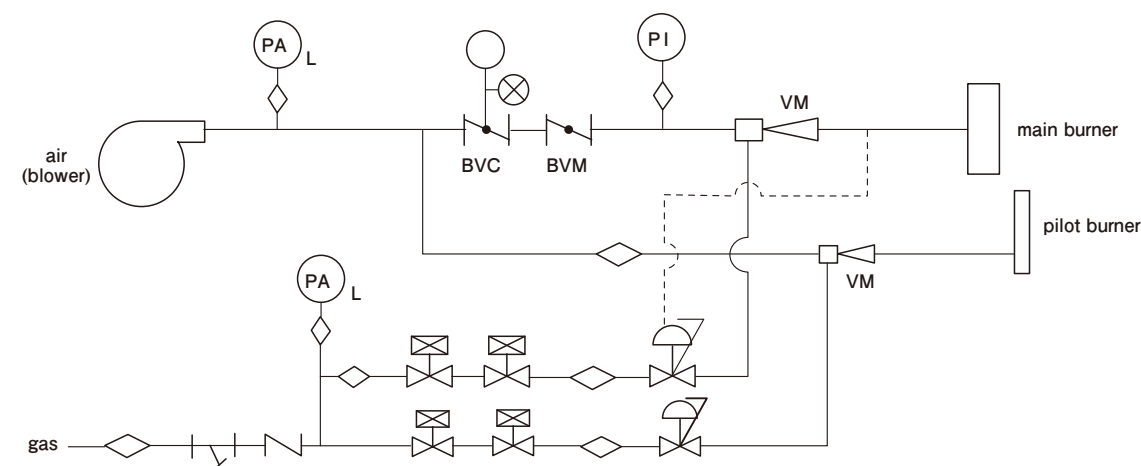 PA
L
PI
VM
main burner
air
(blower)
BVC
BVM
pilot burner
VM
PA
L
gas